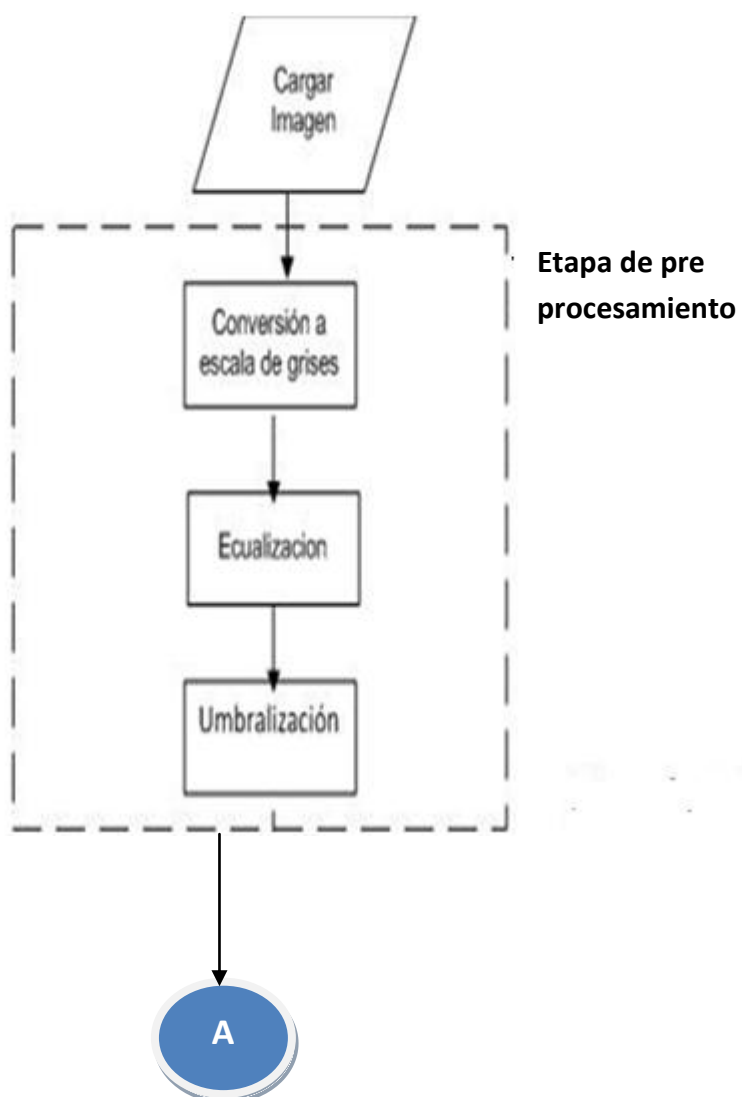 Cargar
Imagen
Etapa de pre
procesamiento
Conversión a
escala de grises
Ecualizacion
Umbralización
A